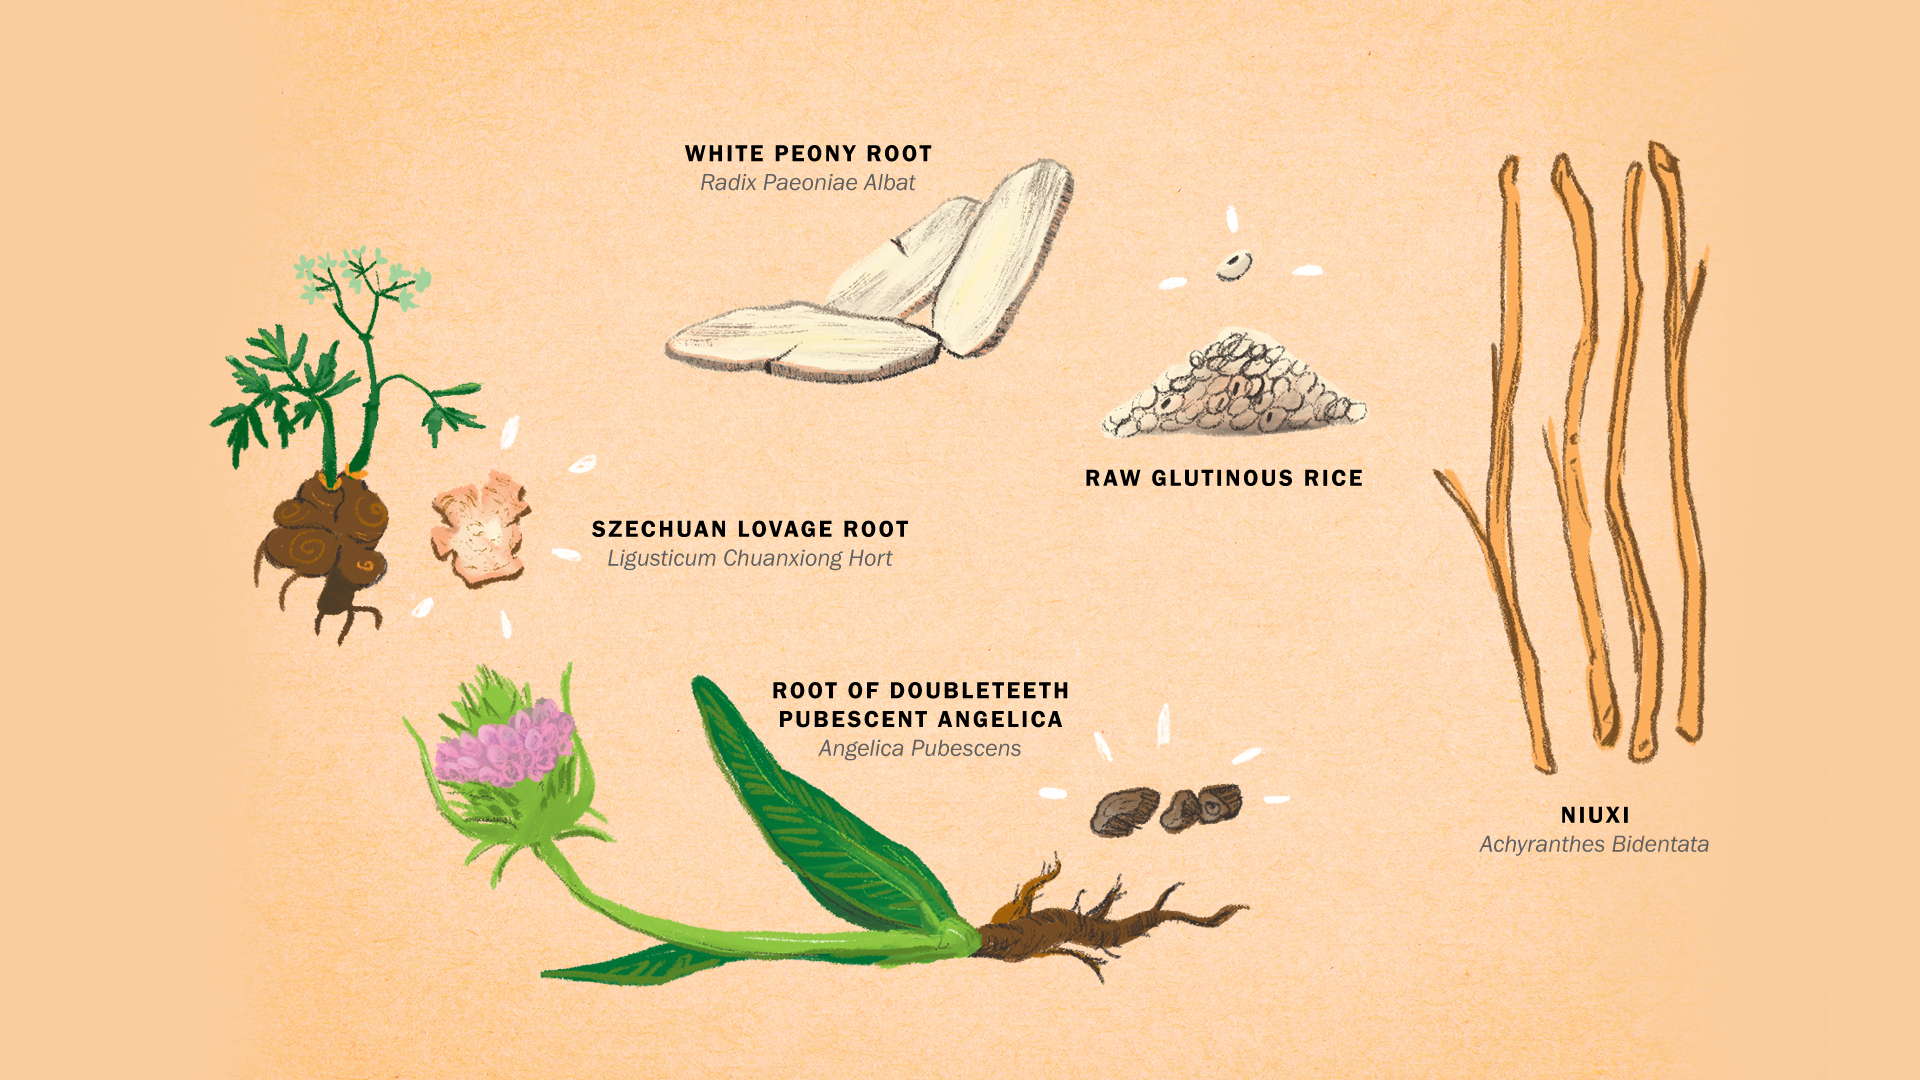 WHITE PEONY ROOT
Radix Paeoniae Albat
RAW GLUTINOUS RICE
SZECHUAN LOVAGE ROOT
Ligusticum Chuanxiong Hort
ROOT OF DOUBLETEETH
PUBESCENT ANGELICA
Angelica Pubescens
NIUXI
Achyranthes Bidentata